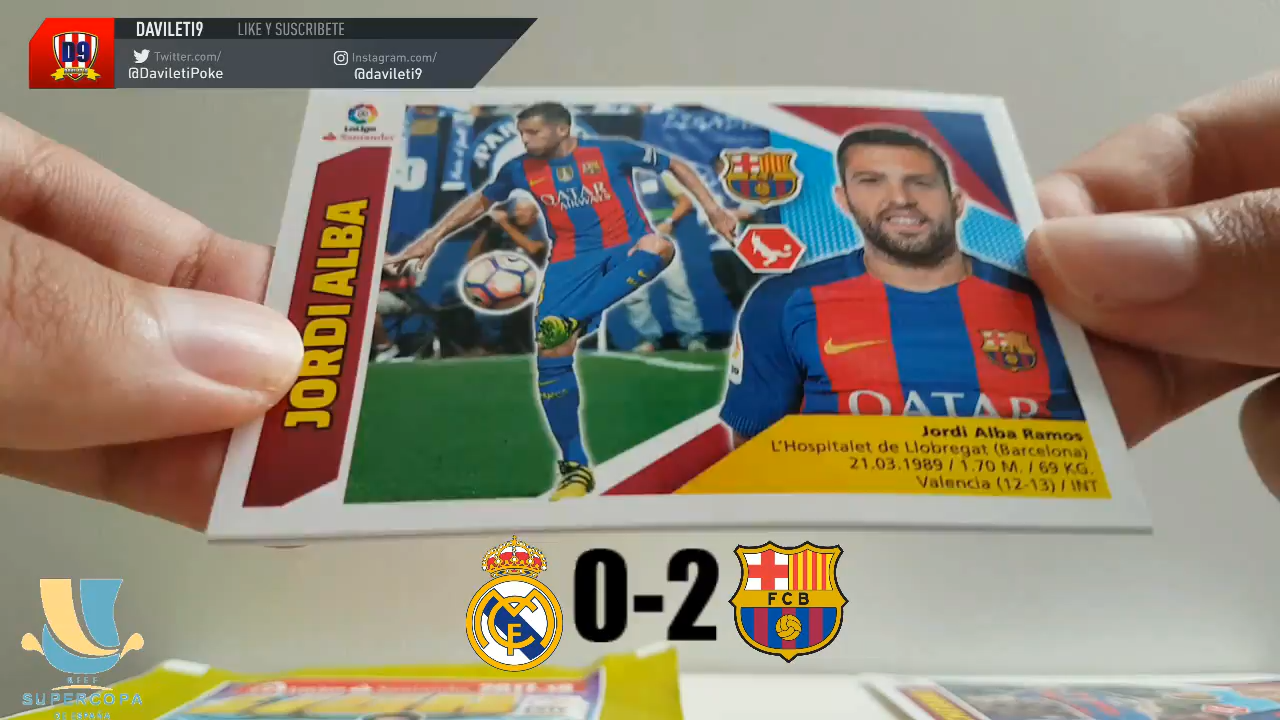 DAVILETI9 LIKE Y SUSCRIBETE
Twitter.com/
@DaviletiPoke
Instagram.com/
@davileti9
D9
LaLiga
Santander
JORDI ALBA
QATAR
AIRWAYS
QATAR
Jordi Alba Ramos
L'Hospitalet de Llobregat (Barcelona)
21.03.1989 / 1.70 M. / 69 KG.
Valencia (12-13) / INT
0-2
FCB
RFEF
SUPERCOPA